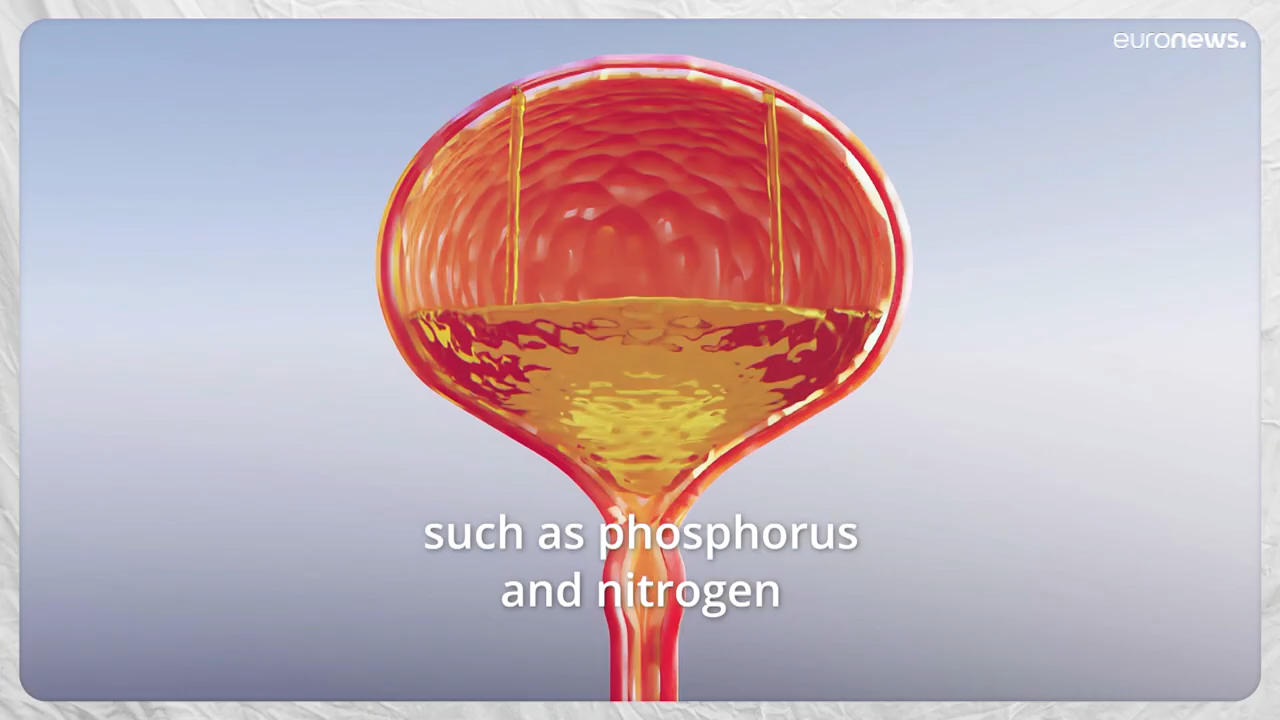 euronews.
such as phosphorus
and nitrogen